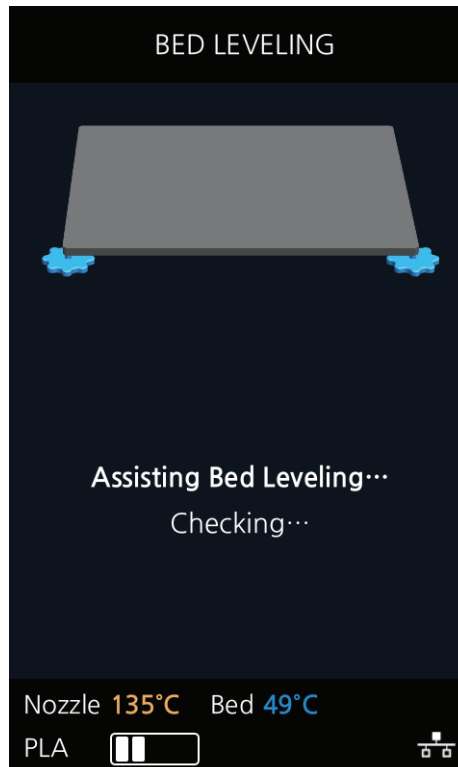 BED LEVELING
Assisting Bed Leveling···
Checking···
Nozzle 135°C Bed 49°C
PLA